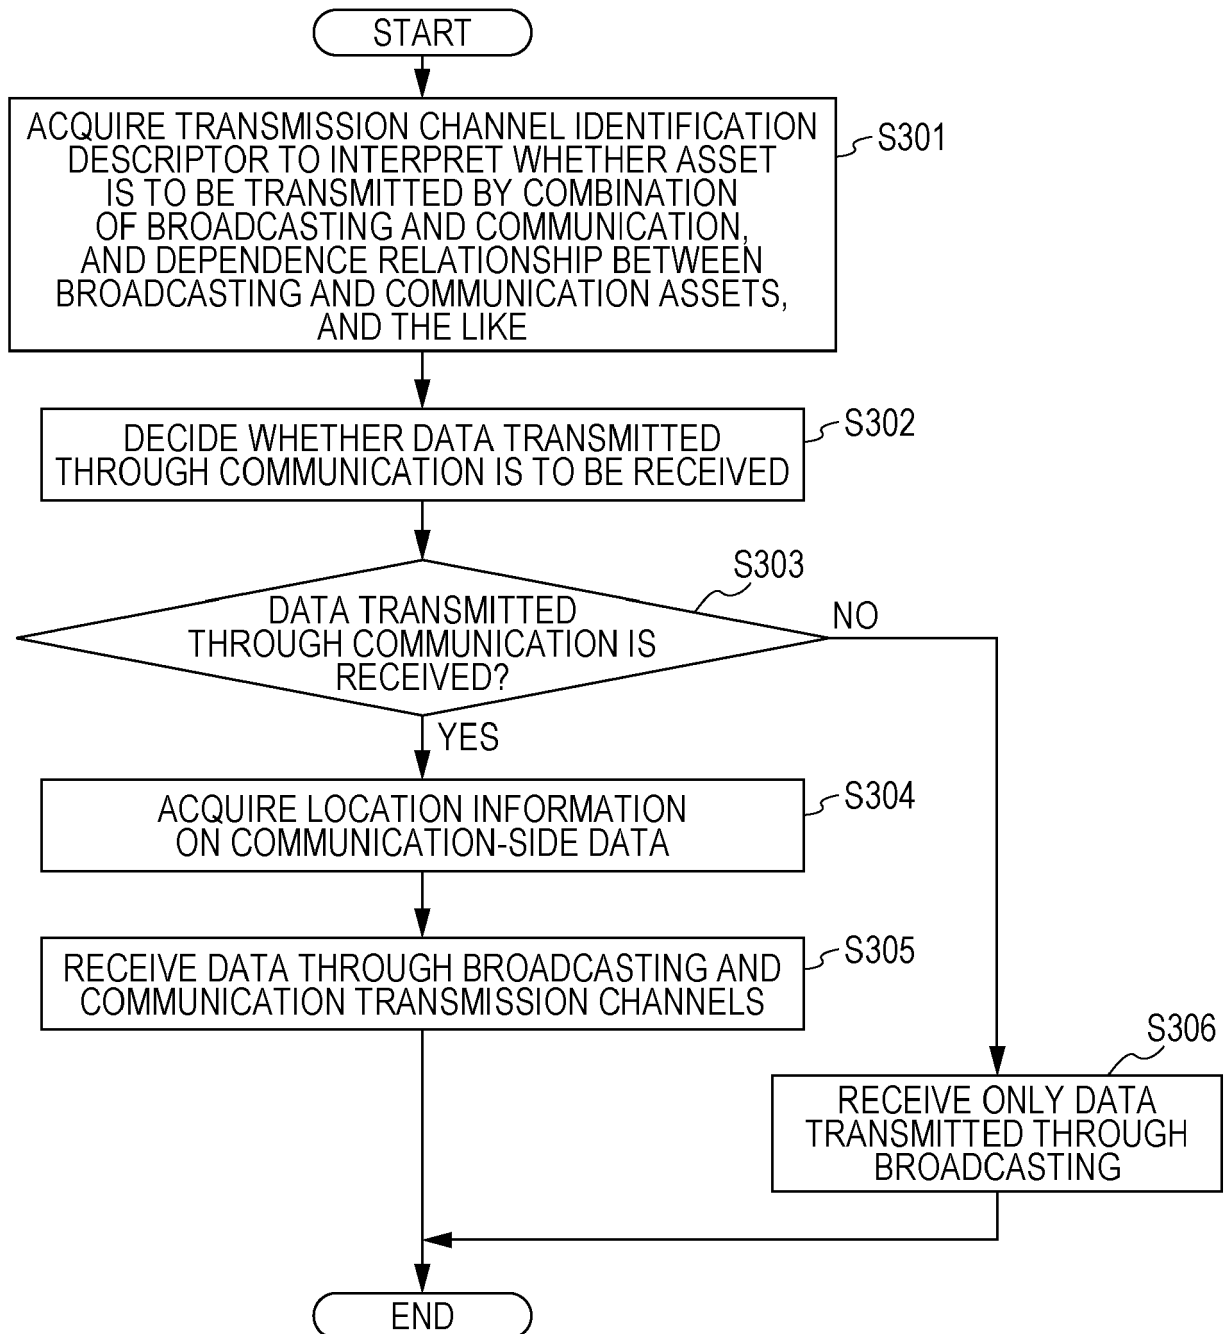 START
ACQUIRE TRANSMISSION CHANNEL IDENTIFICATION
DESCRIPTOR TO INTERPRET WHETHER ASSET
IS TO BE TRANSMITTED BY COMBINATION
OF BROADCASTING AND COMMUNICATION,
AND DEPENDENCE RELATIONSHIP BETWEEN
BROADCASTING AND COMMUNICATION ASSETS,
AND THE LIKE
S301
DECIDE WHETHER DATA TRANSMITTED
THROUGH COMMUNICATION IS TO BE RECEIVED
S302
DATA TRANSMITTED
THROUGH COMMUNICATION IS
RECEIVED?
S303
NO
YES
ACQUIRE LOCATION INFORMATION
ON COMMUNICATION-SIDE DATA
S304
RECEIVE DATA THROUGH BROADCASTING AND
COMMUNICATION TRANSMISSION CHANNELS
S305
S306
RECEIVE ONLY DATA
TRANSMITTED THROUGH
BROADCASTING
END